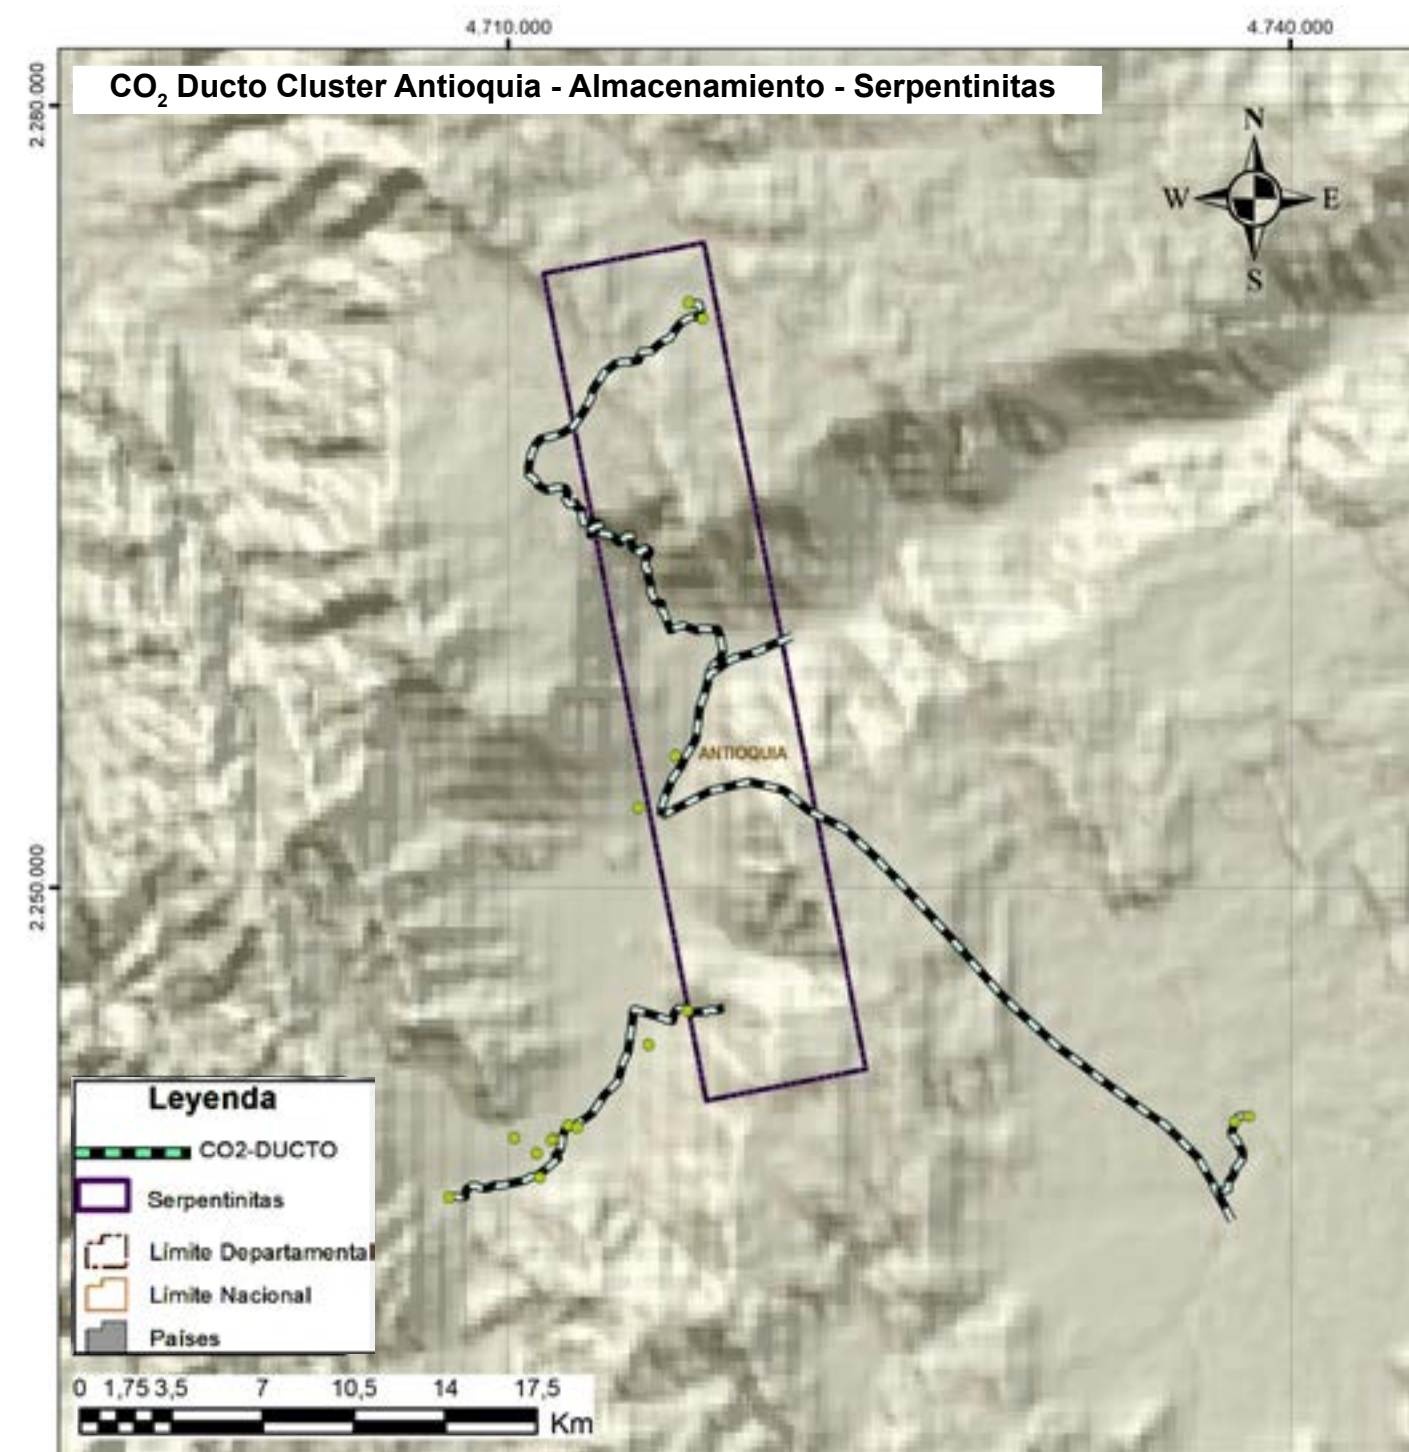 4.710.000
4.740.000
2.280.000
CO2 Ducto Cluster Antioquia - Almacenamiento - Serpentinitas
N
W
E
S
ANTIOQUIA
2.250.000
Leyenda
CO2-DUCTO
Serpentinitas
Límite Departamental
Límite Nacional
Países
0 1,75 3,5 7 10,5 14 17,5
Km